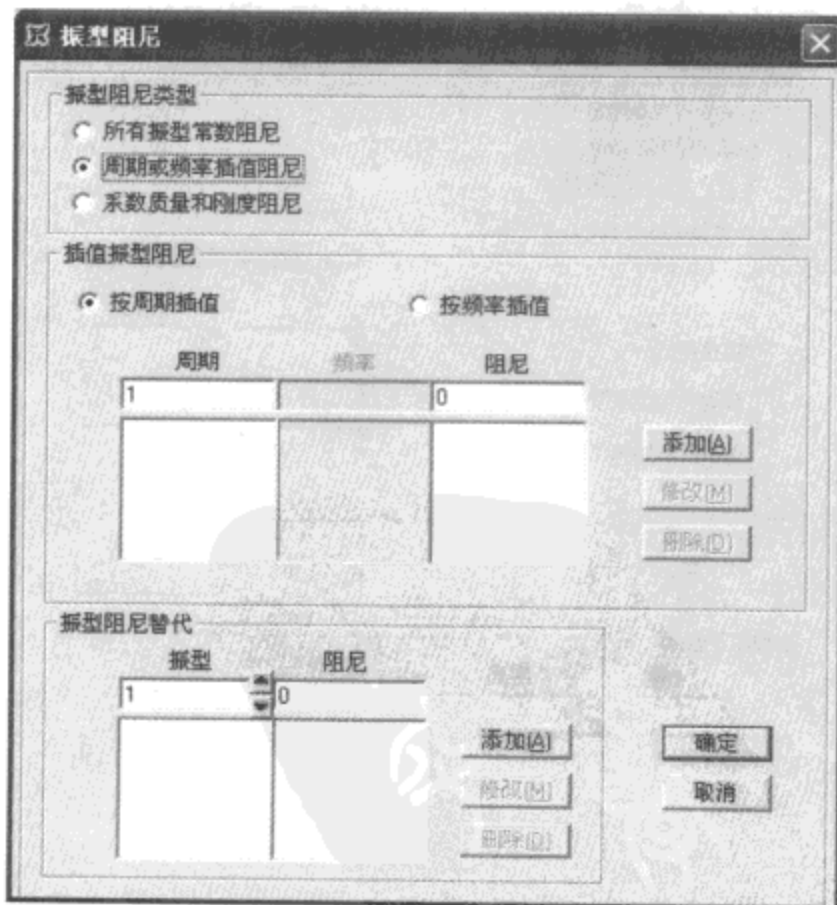 振型阻尼
振型阻尼类型
所有振型常数阻尼
周期或频率插值阻尼
系数质量和刚度阻尼
插值振型阻尼
按周期插值 按频率插值
周期 频率 阻尼
1 0
添加(A)
修改(M)
删除(D)
振型阻尼替代
振型 阻尼
1 0
添加(A) 确定
修改(M) 取消
删除(D)